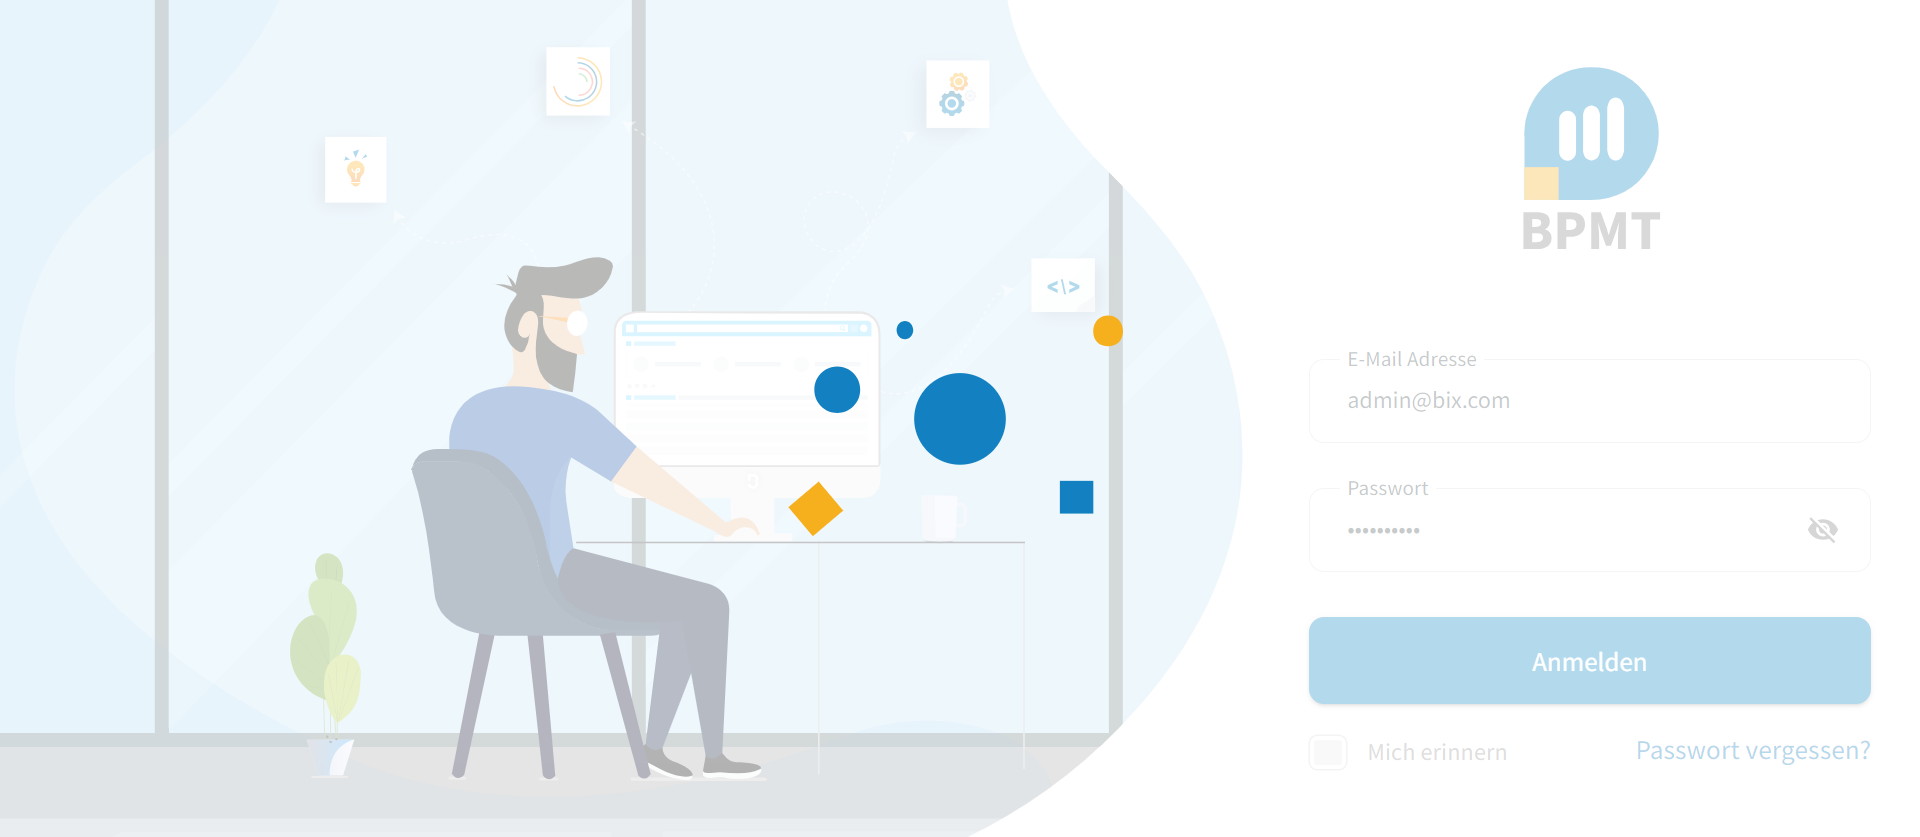 </>
BPMT
E-Mail Adresse
admin@bix.com
Passwort
••••••••••
Anmelden
Mich erinnern
Passwort vergessen?